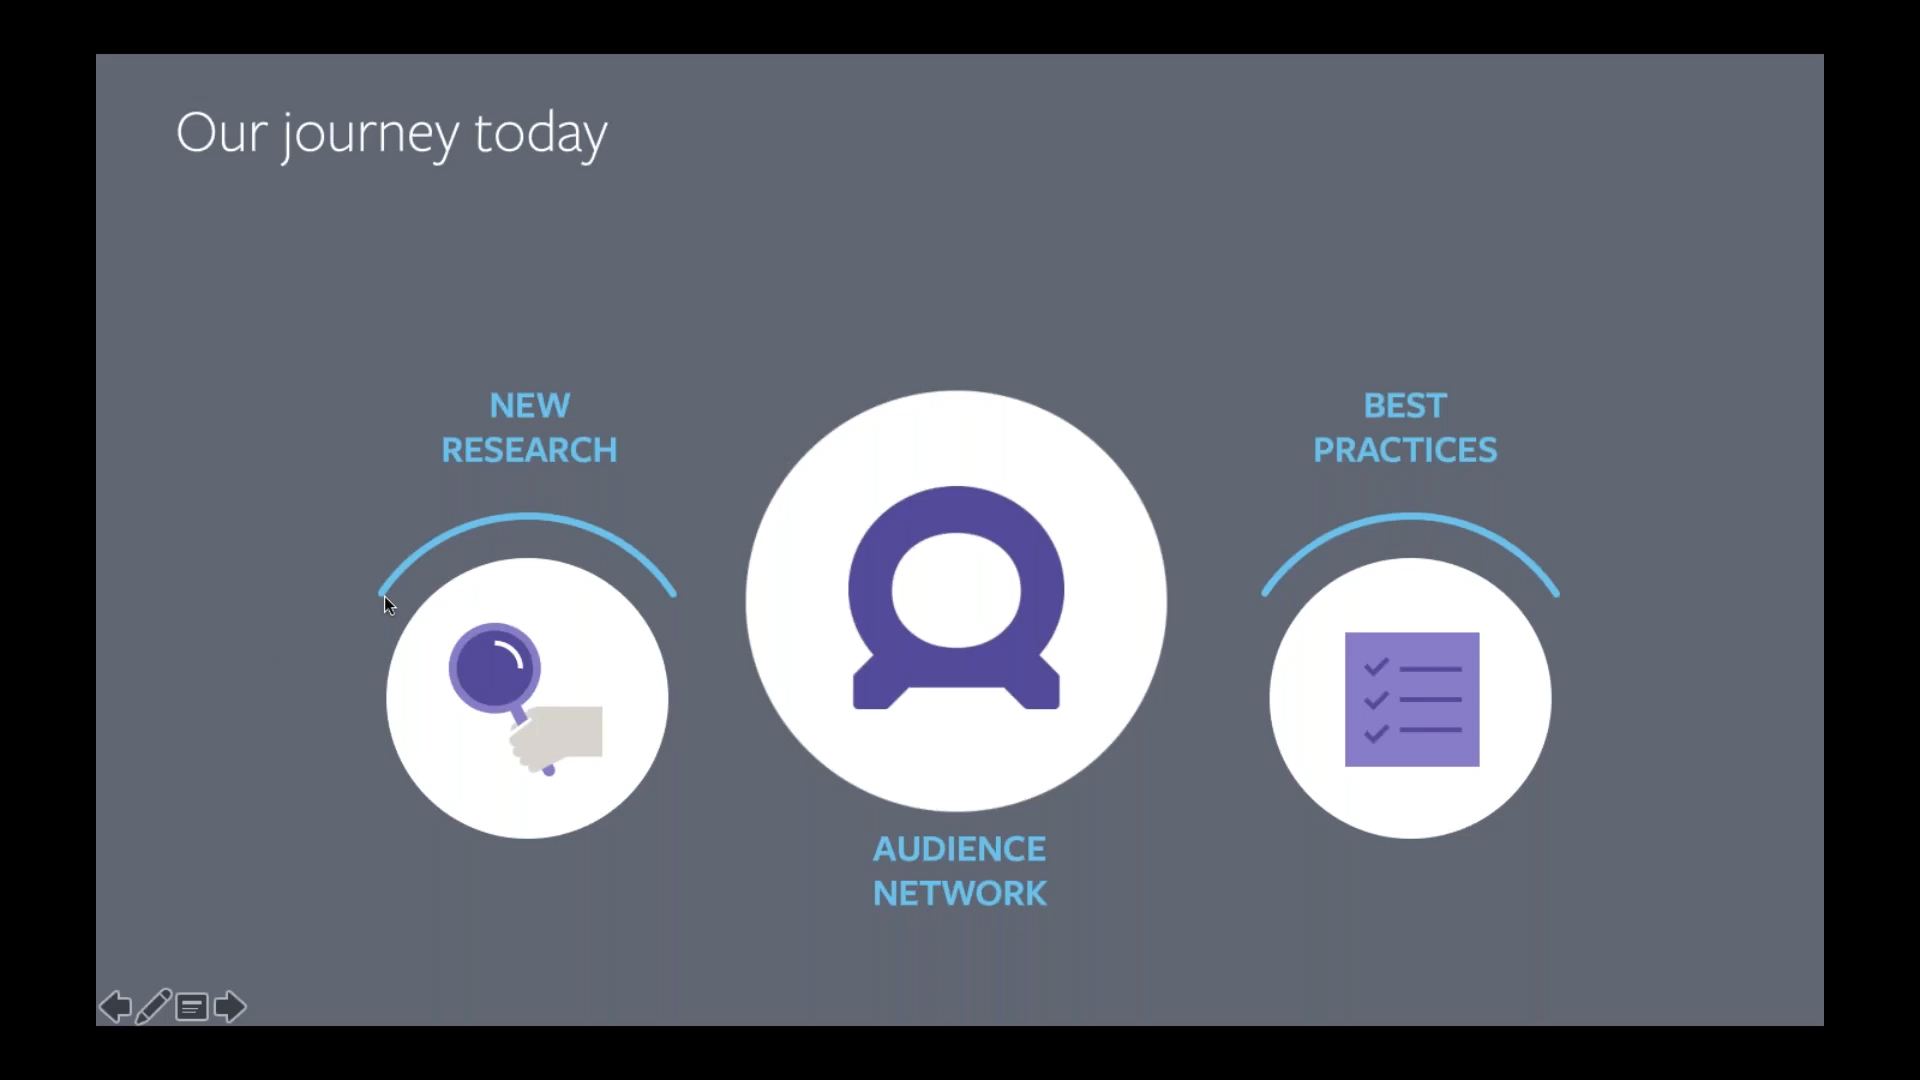 Our journey today
NEW
RESEARCH
AUDIENCE
NETWORK
BEST
PRACTICES